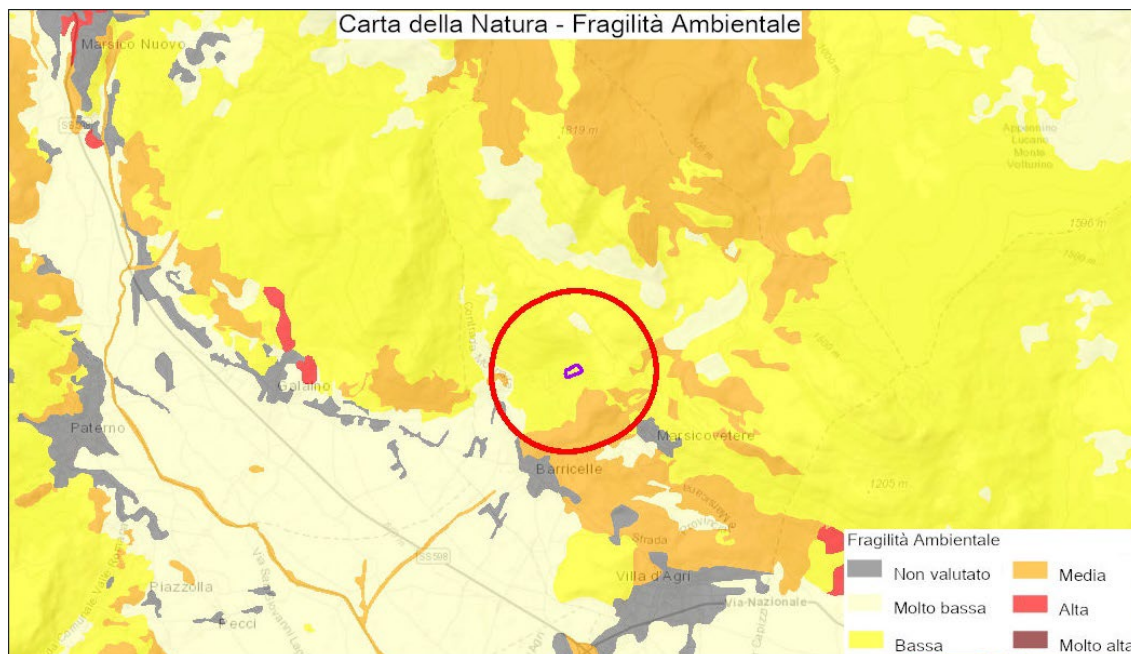 Carta della Natura - Fragilità Ambientale
Marsico Nuovo
1000 m
1819 m
Appennino
Lucano
Monte
Volturino
1596 m
Galaino
Paterno
Marsicovetere
Barricelle
1205 m
Strada
SS598
Villa d'Agri
Piazzolla
Pecci
Via Nazionale
Fragilità Ambientale
Non valutato
Media
Molto bassa
Alta
Bassa
Molto alta